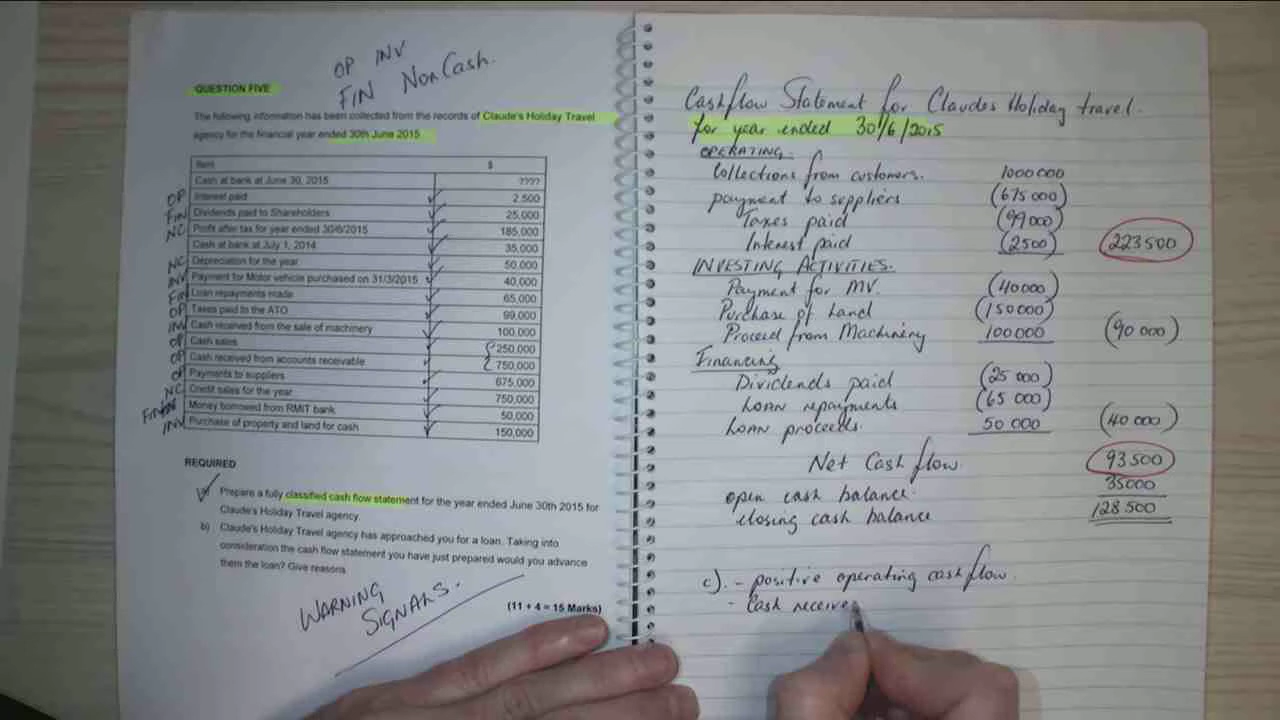 OP INV
FIN NonCash.
QUESTION FIVE
The following information has been collected from the records of Claude's Holiday Travel
agency for the financial year ended 30th June 2015
Item $
Cash at bank at June 30, 2015 ????
OP Interest paid 2,500
FIN Dividends paid to Shareholders 25,000
NC Profit after tax for year ended 30/6/2015 185,000
Cash at bank at July 1, 2014 35,000
NC Depreciation for the year 50,000
INV Payment for Motor vehicle purchased on 31/3/2015 40,000
FIN Loan repayments made 65,000
OP Taxes paid to the ATO 99,000
INV Cash received from the sale of machinery 100,000
OP Cash sales 250,000
OP Cash received from accounts receivable 750,000
OP Payments to suppliers 675,000
NC Credit sales for the year 750,000
FIN Money borrowed from RMIT bank 50,000
INV Purchase of property and land for cash 150,000
REQUIRED
Prepare a fully classified cash flow statement for the year ended June 30th 2015 for
Claude's Holiday Travel agency.
b) Claude's Holiday Travel agency has approached you for a loan. Taking into
consideration the cash flow statement you have just prepared would you advance
them the loan? Give reasons.
WARNING
SIGNALS.
(11 + 4 = 15 Marks)
Cashflow Statement for Claudes Holiday travel.
for year ended 30/6/2015
OPERATING.
Collections from customers. 1000 000
payment to suppliers (675 000)
Taxes paid (99 000)
Interest paid (2500) 223 500
INVESTING ACTIVITIES.
Payment for MV. (40 000)
Purchase of Land (150 000)
Proceed from Machinery 100 000 (90 000)
Financing
Dividends paid (25 000)
Loan repayments (65 000)
Loan proceeds. 50 000 (40 000)
Net Cash flow. 93 500
open cash balance. 35000
closing cash balance 128 500
c). - positive operating cashflow.
- Cash receive